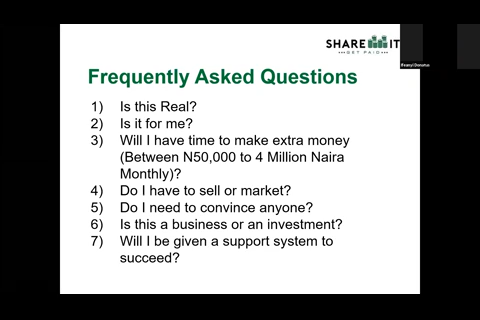 SHARE IT
GET PAID
Ifeanyi Donatus
Frequently Asked Questions
1) Is this Real?
2) Is it for me?
3) Will I have time to make extra money
(Between N50,000 to 4 Million Naira
Monthly)?
4) Do I have to sell or market?
5) Do I need to convince anyone?
6) Is this a business or an investment?
7) Will I be given a support system to
succeed?